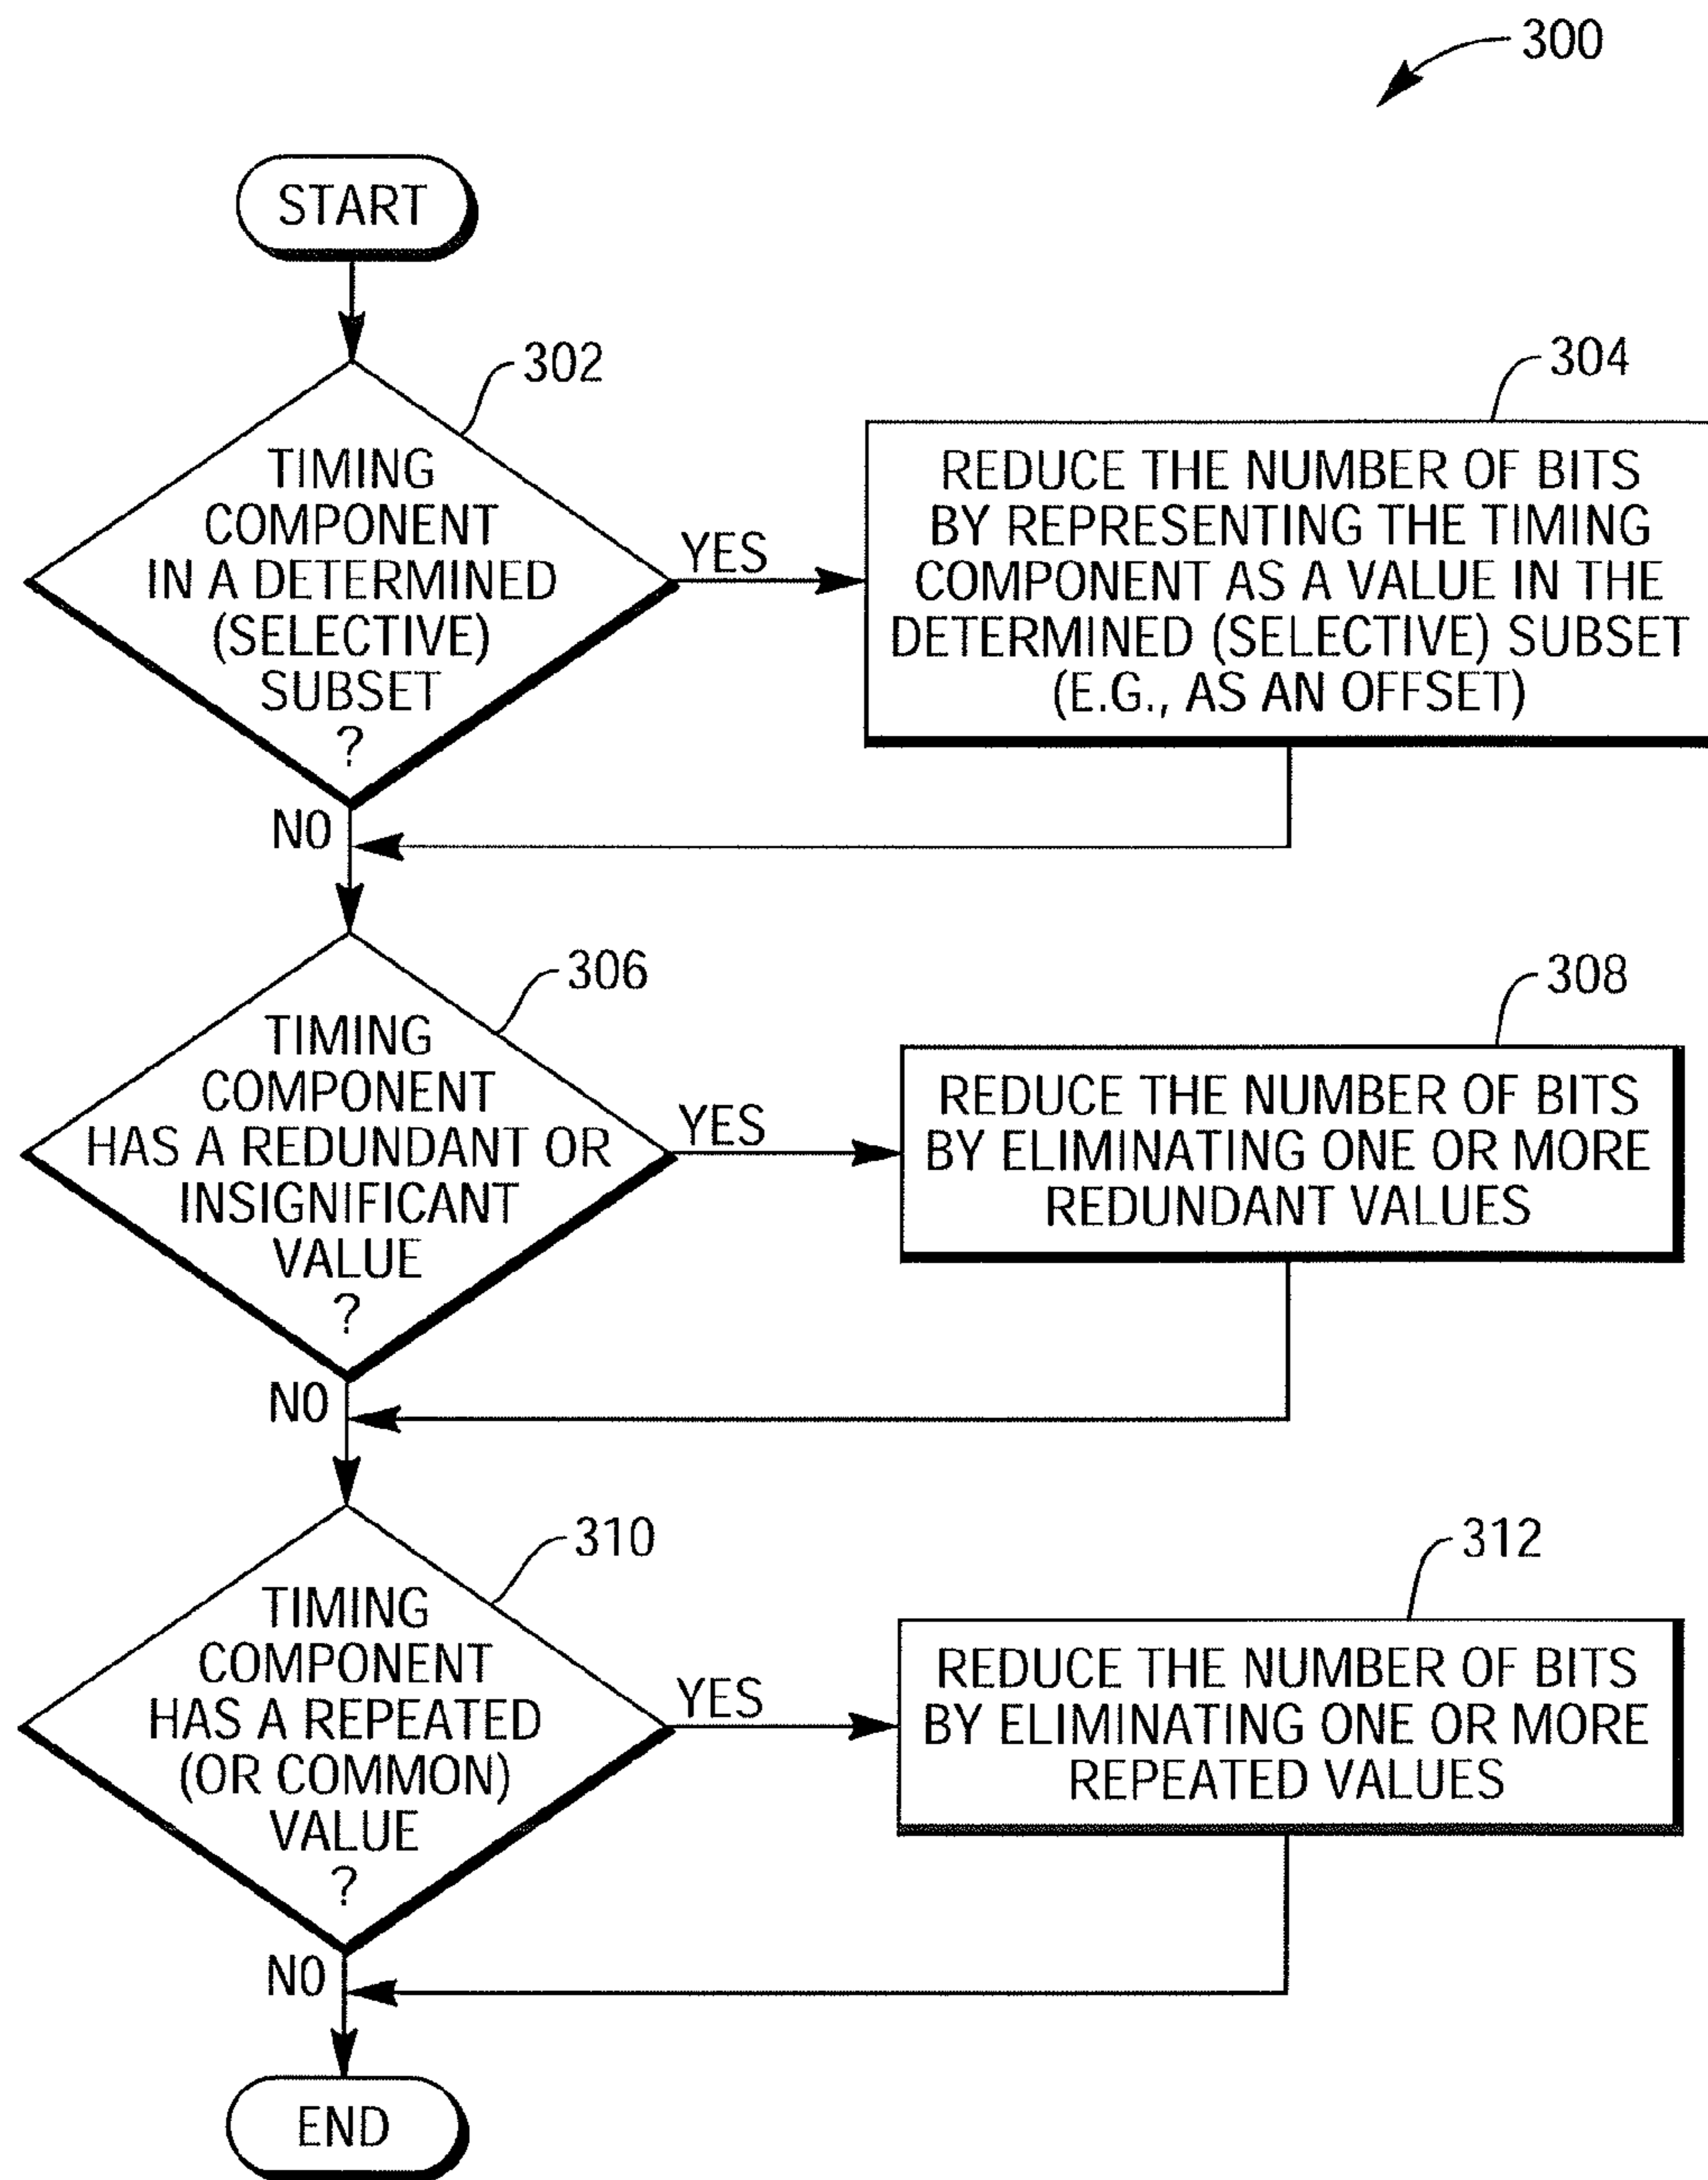 300
START
302
TIMING
COMPONENT
IN A DETERMINED
(SELECTIVE)
SUBSET
?
YES
NO
304
REDUCE THE NUMBER OF BITS
BY REPRESENTING THE TIMING
COMPONENT AS A VALUE IN THE
DETERMINED (SELECTIVE) SUBSET
(E.G., AS AN OFFSET)
306
TIMING
COMPONENT
HAS A REDUNDANT OR
INSIGNIFICANT
VALUE
?
YES
NO
308
REDUCE THE NUMBER OF BITS
BY ELIMINATING ONE OR MORE
REDUNDANT VALUES
310
TIMING
COMPONENT
HAS A REPEATED
(OR COMMON)
VALUE
?
YES
NO
312
REDUCE THE NUMBER OF BITS
BY ELIMINATING ONE OR MORE
REPEATED VALUES
END